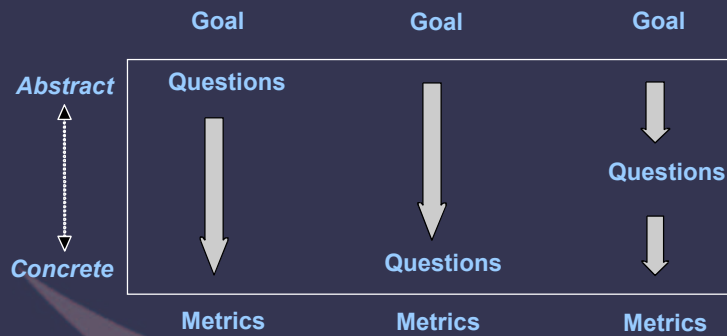 Goal Goal Goal
Abstract Questions
Questions
Concrete Questions
Metrics Metrics Metrics